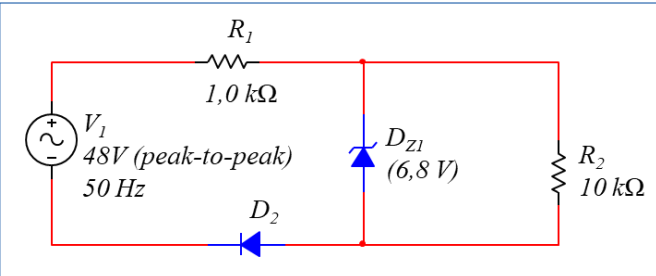 R1
1,0 kΩ
+
V1
48V (peak-to-peak)
50 Hz
DZ1
(6,8 V)
R2
10 kΩ
D2